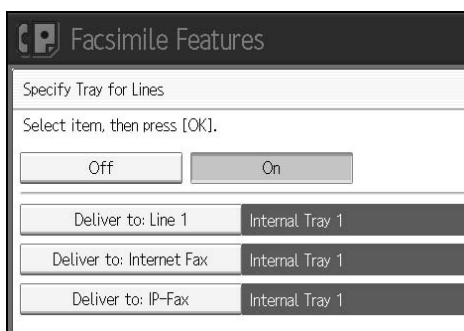 Facsimile Features
Specify Tray for Lines
Select item, then press [OK].
Off On
Deliver to: Line 1 Internal Tray 1
Deliver to: Internet Fax Internal Tray 1
Deliver to: IP-Fax Internal Tray 1